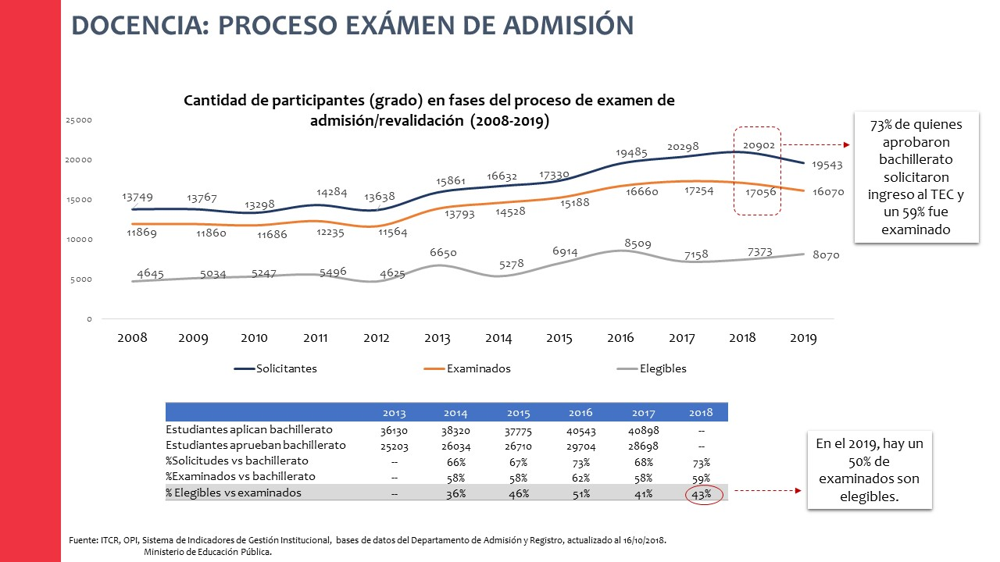 DOCENCIA: PROCESO EXÁMEN DE ADMISIÓN
Cantidad de participantes (grado) en fases del proceso de examen de
admisión/revalidación (2008-2019)
25000
20000
15000
10000
5000
0
13749 13767 13298 14284 13638 15861 16632 17330 19485 20298 20902 19543
11869 11860 11686 12235 11564 13793 14528 15188 16660 17254 17056 16070
4645 5034 5247 5496 4625 6650 5278 6914 8509 7158 7373 8070
2008 2009 2010 2011 2012 2013 2014 2015 2016 2017 2018 2019
Solicitantes Examinados Elegibles
73% de quienes
aprobaron
bachillerato
solicitaron
ingreso al TEC y
un 59% fue
examinado
2013 2014 2015 2016 2017 2018
Estudiantes aplican bachillerato 36130 38320 37775 40543 40898 --
Estudiantes aprueban bachillerato 25203 26034 26710 29704 28698 --
%Solicitudes vs bachillerato -- 66% 67% 73% 68% 73%
%Examinados vs bachillerato -- 58% 58% 62% 58% 59%
% Elegibles vs examinados -- 36% 46% 51% 41% 43%
En el 2019, hay un
50% de
examinados son
elegibles.
Fuente: ITCR, OPI, Sistema de Indicadores de Gestión Institucional, bases de datos del Departamento de Admisión y Registro, actualizado al 16/10/2018.
Ministerio de Educación Pública.